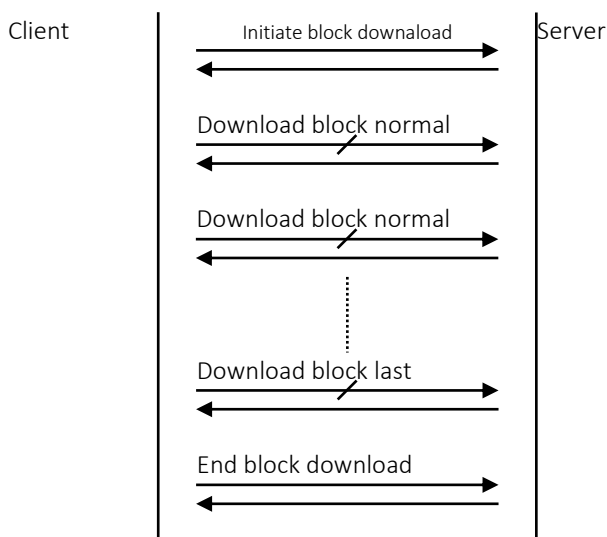 Client
Initiate block downaload
Server
Download block normal
Download block normal
Download block last
End block download